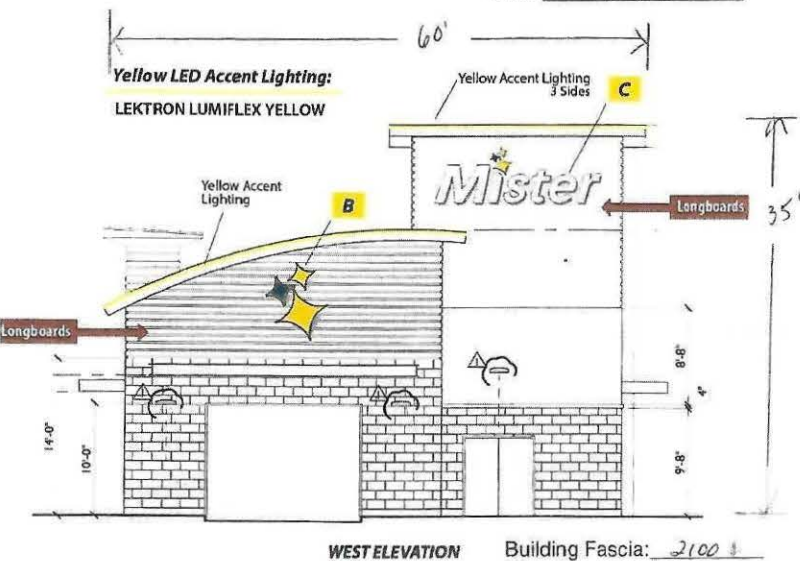 60'
Yellow LED Accent Lighting:
LEKTRON LUMIFLEX YELLOW
Yellow Accent Lighting
3 Sides
C
Mister
Longboards
35'
Yellow Accent
Lighting
B
Longboards
8'-8"
4"
14'-0"
10'-0"
9'-8"
WEST ELEVATION
Building Fascia: 2100